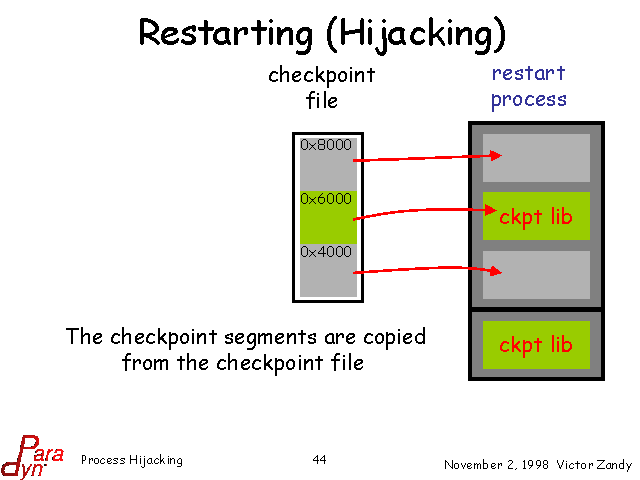 Restarting (Hijacking)
checkpoint
file
restart
process
0x8000
0x6000
ckpt lib
0x4000
ckpt lib
The checkpoint segments are copied
from the checkpoint file
Para
dyn
Process Hijacking
44
November 2, 1998 Victor Zandy